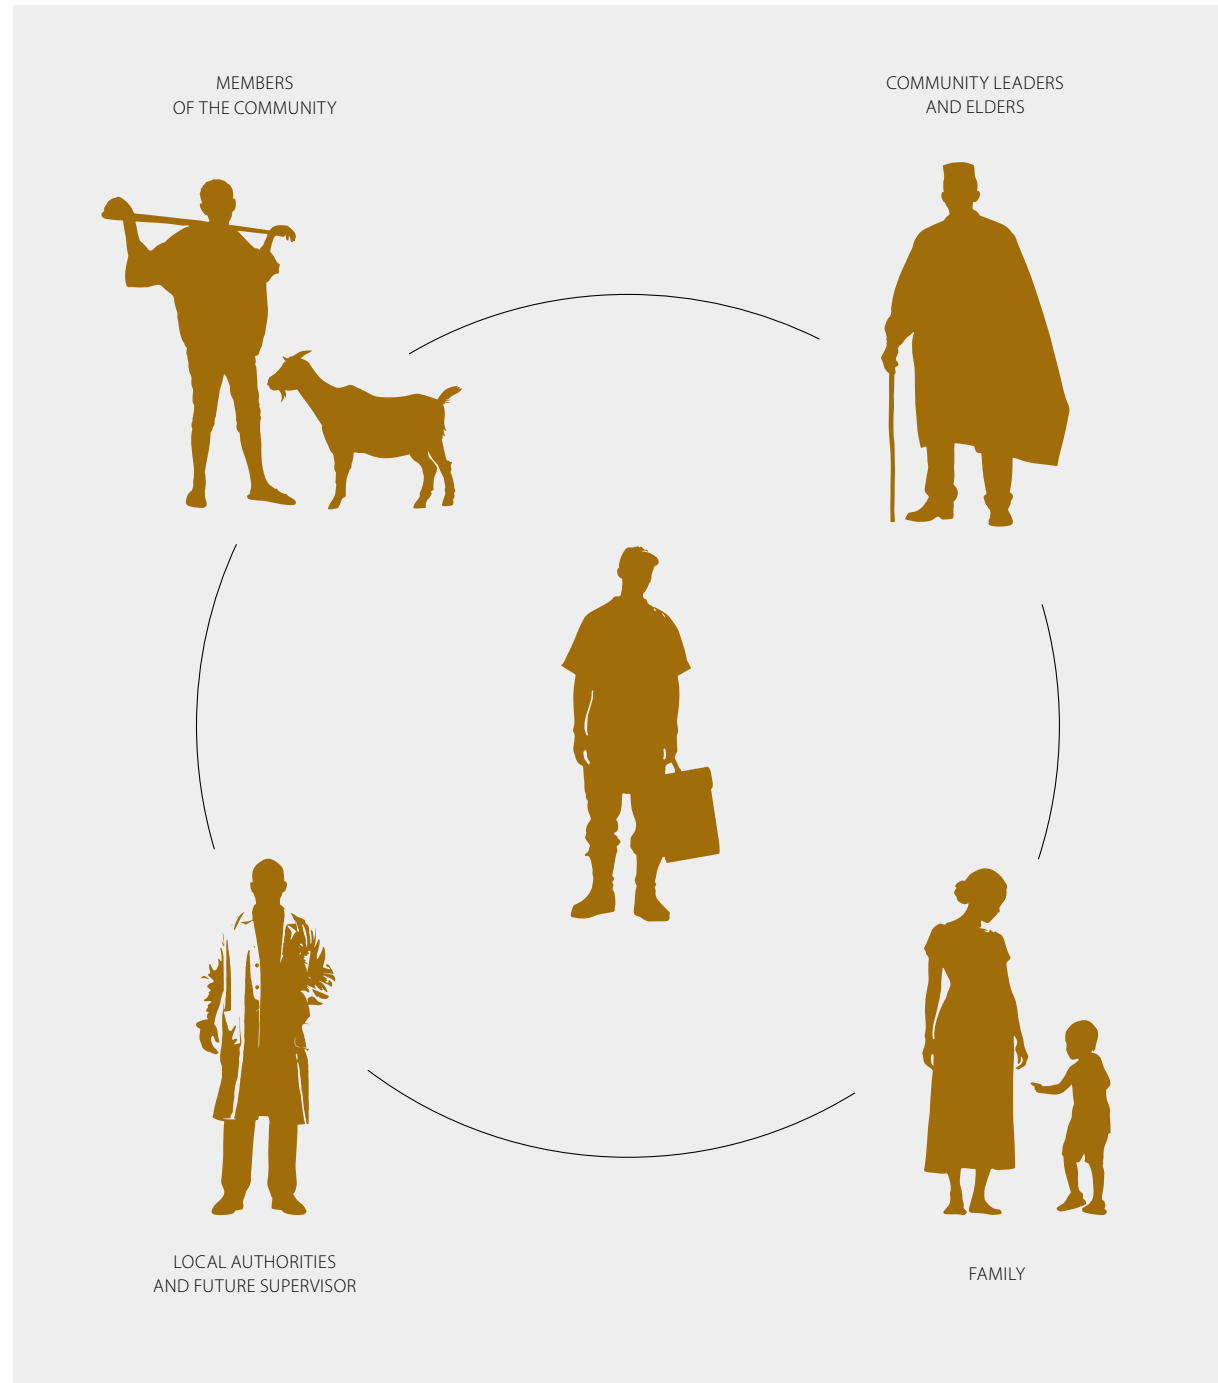 MEMBERS
OF THE COMMUNITY
COMMUNITY LEADERS
AND ELDERS
LOCAL AUTHORITIES
AND FUTURE SUPERVISOR
FAMILY